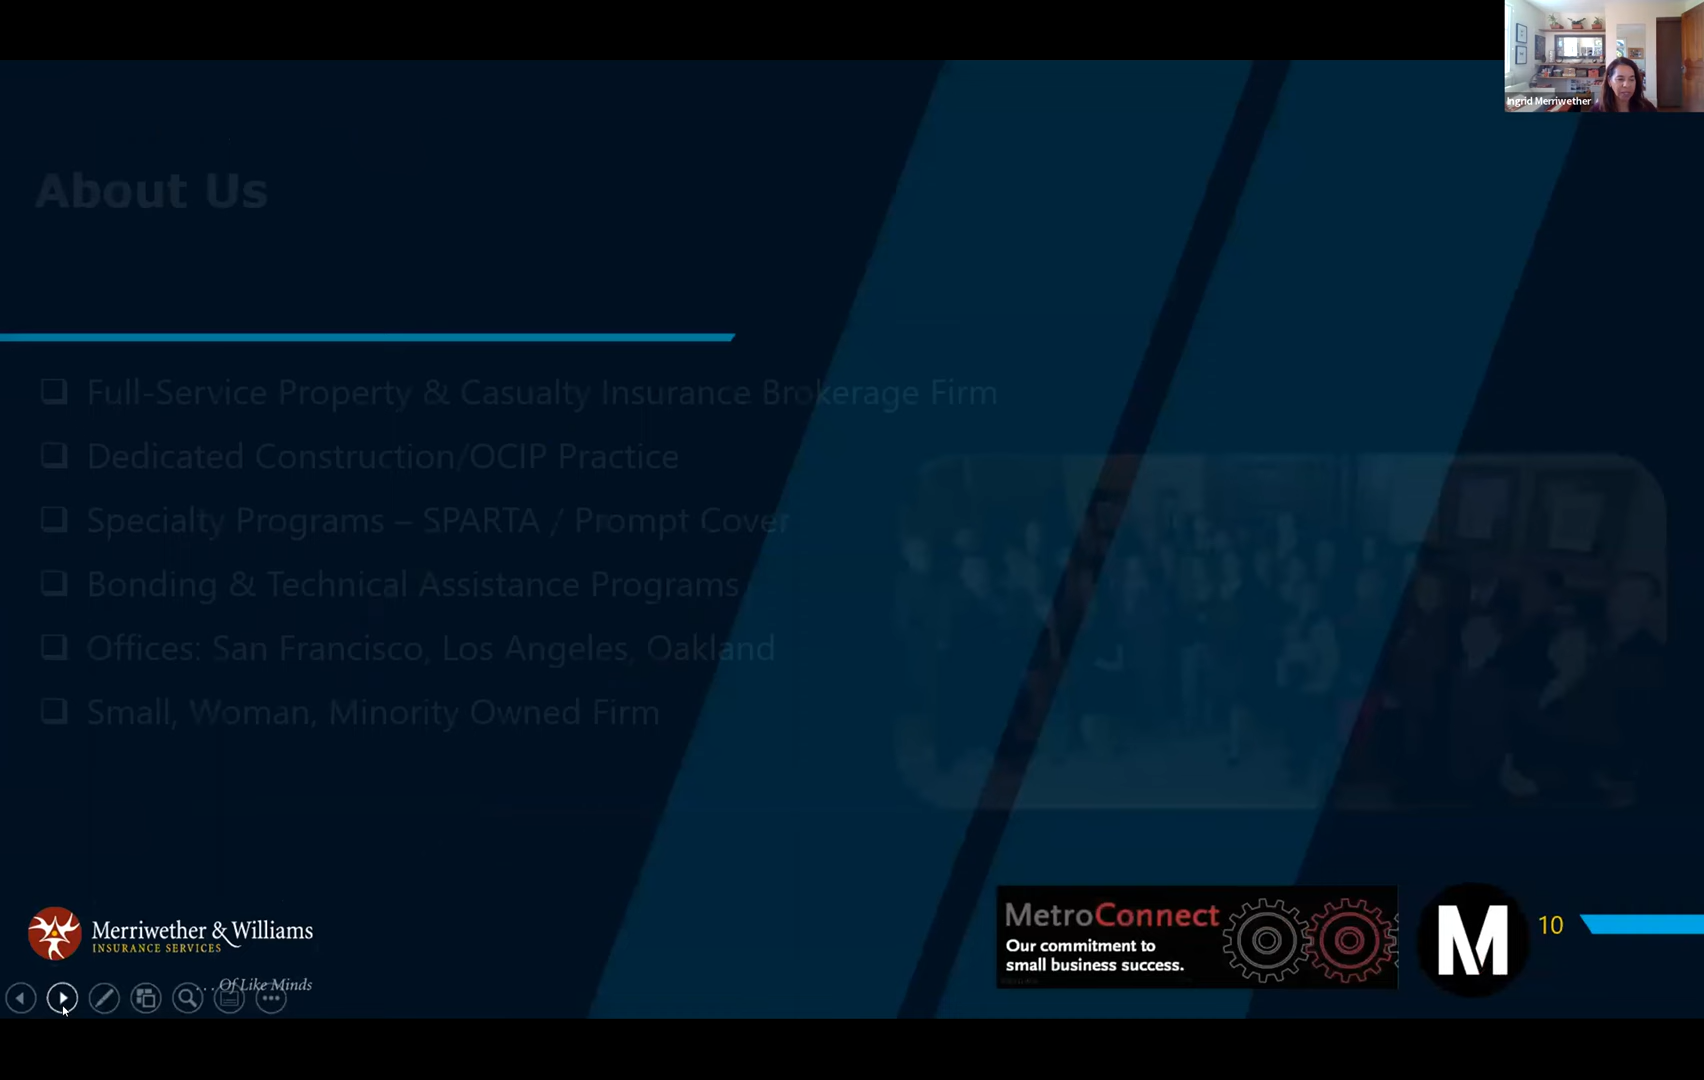 Ingrid Merriwether
About Us
❑ Full-Service Property & Casualty Insurance Brokerage Firm
❑ Dedicated Construction/OCIP Practice
❑ Specialty Programs – SPARTA / Prompt Cover
❑ Bonding & Technical Assistance Programs
❑ Offices: San Francisco, Los Angeles, Oakland
❑ Small, Woman, Minority Owned Firm
Merriwether & Williams
INSURANCE SERVICES
. . . Of Like Minds
MetroConnect
Our commitment to
small business success.
M
10